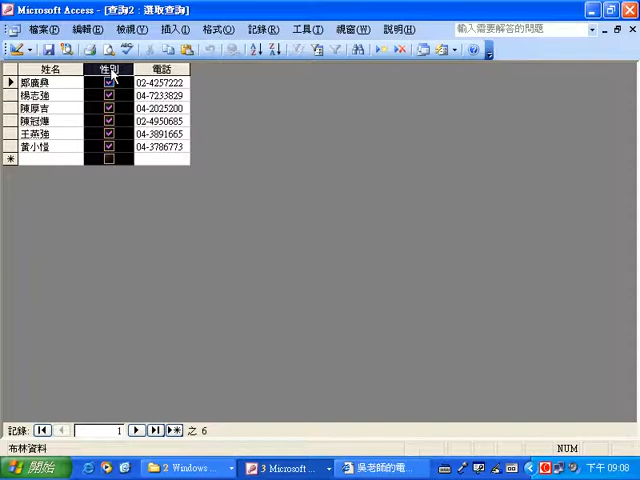 Microsoft Access - [查詢2 : 選取查詢]
檔案(F) 編輯(E) 檢視(V) 插入(I) 格式(O) 記錄(R) 工具(T) 視窗(W) 說明(H) 輸入需要解答的問題
姓名 性別 電話
鄭廣興 02-4257222
楊志強 04-7233829
陳厚吉 04-2025200
陳冠燁 02-4950685
王燕強 04-3891665
黃小愷 04-3786773
記錄: 1 之 6
布林資料 NUM
開始 2 Windows ... 3 Microsoft ... 吳老師的電... 下午 09:08